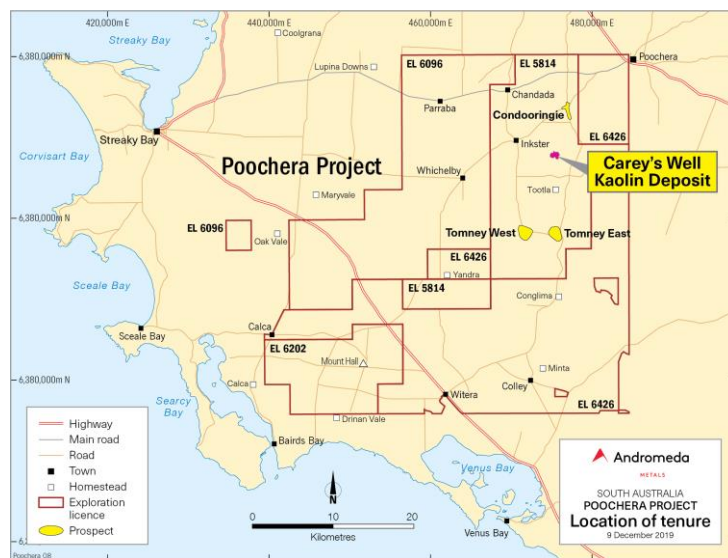 420,000m E
440,000m E
460,000m E
480,000m E
Streaky Bay
Coolgrana
6,380,000m N
Lupina Downs
EL 6096
EL 5814
Poochera
Chandada
Parraba
Condooringie
Streaky Bay
Inkster
EL 6426
Corvisart Bay
Poochera Project
Carey's Well
Kaolin Deposit
Whichelby
Tootla
Maryvale
6,380,000m N
EL 6096
Oak Vale
Tomney West
Tomney East
EL 6426
Sceale Bay
Yandra
EL 5814
Conglima
Calca
Sceale Bay
EL 6202
Mount Hall
Minta
6,380,000m N
Calca
Colley
Searcy
Bay
Witera
EL 6426
Drinan Vale
Highway
Main road
Road
Town
Homestead
Exploration
licence
Prospect
Bairds Bay
Venus Bay
N
0
10
20
Kilometres
Venus Bay
Andromeda
METALS
SOUTH AUSTRALIA
POOCHERA PROJECT
Location of tenure
9 December 2019